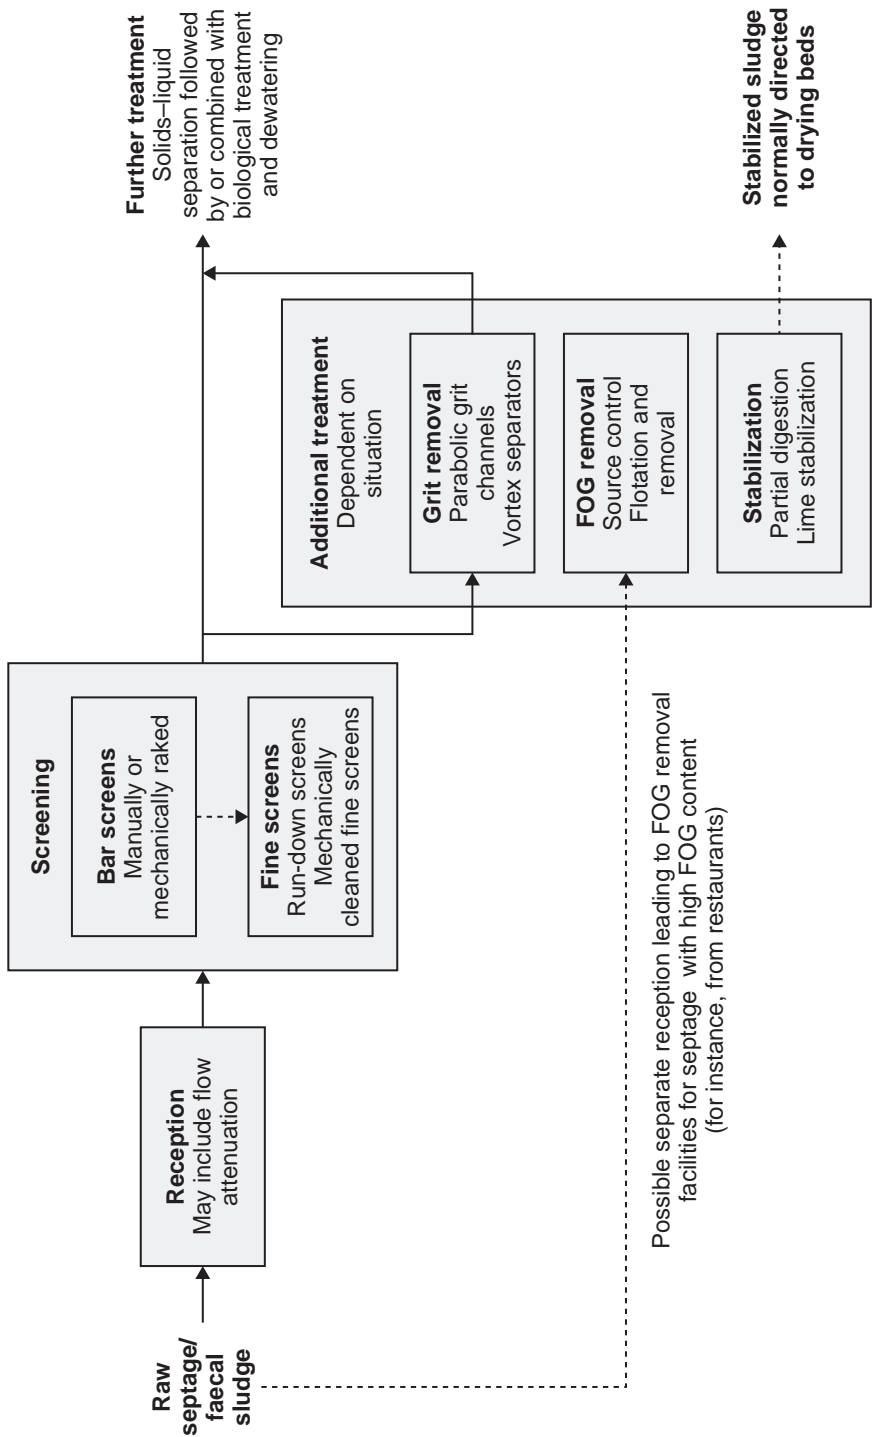 Raw
septage/
faecal
sludge
Reception
May include flow
attenuation
Screening
Bar screens
Manually or
mechanically raked
Fine screens
Run-down screens
Mechanically
cleaned fine screens
Further treatment
Solids–liquid
separation followed
by or combined with
biological treatment
and dewatering
Additional treatment
Dependent on
situation
Grit removal
Parabolic grit
channels
Vortex separators
FOG removal
Source control
Flotation and
removal
Stabilization
Partial digestion
Lime stabilization
Stabilized sludge
normally directed
to drying beds
Possible separate reception leading to FOG removal
facilities for septage with high FOG content
(for instance, from restaurants)